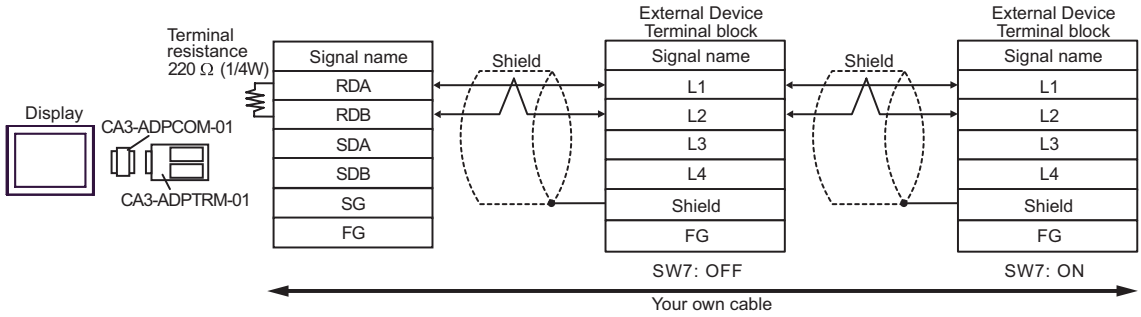 Display
CA3-ADPCOM-01
CA3-ADPTRM-01
Terminal
resistance
220 Ω (1/4W)
Signal name
RDA
RDB
SDA
SDB
SG
FG
Shield
External Device
Terminal block
Signal name
L1
L2
L3
L4
Shield
FG
SW7: OFF
Shield
External Device
Terminal block
Signal name
L1
L2
L3
L4
Shield
FG
SW7: ON
Your own cable